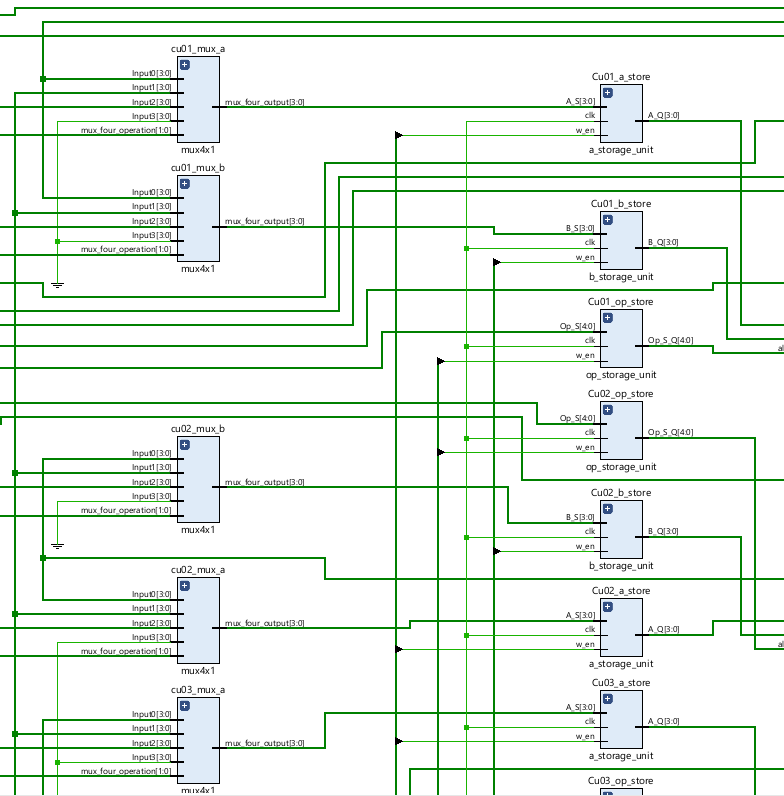 cu01_mux_a
Input0[3:0]
Input1[3:0]
Input2[3:0]
Input3[3:0]
mux_four_operation[1:0]
mux_four_output[3:0]
mux4x1
cu01_mux_b
Input0[3:0]
Input1[3:0]
Input2[3:0]
Input3[3:0]
mux_four_operation[1:0]
mux_four_output[3:0]
mux4x1
cu02_mux_b
Input0[3:0]
Input1[3:0]
Input2[3:0]
Input3[3:0]
mux_four_operation[1:0]
mux_four_output[3:0]
mux4x1
cu02_mux_a
Input0[3:0]
Input1[3:0]
Input2[3:0]
Input3[3:0]
mux_four_operation[1:0]
mux_four_output[3:0]
mux4x1
cu03_mux_a
Input0[3:0]
Input1[3:0]
Input2[3:0]
Input3[3:0]
mux_four_operation[1:0]
mux_four_output[3:0]
mux4x1
Cu01_a_store
A_S[3:0]
clk
w_en
A_Q[3:0]
a_storage_unit
Cu01_b_store
B_S[3:0]
clk
w_en
B_Q[3:0]
b_storage_unit
Cu01_op_store
Op_S[4:0]
clk
w_en
Op_S_Q[4:0]
op_storage_unit
Cu02_op_store
Op_S[4:0]
clk
w_en
Op_S_Q[4:0]
op_storage_unit
Cu02_b_store
B_S[3:0]
clk
w_en
B_Q[3:0]
b_storage_unit
Cu02_a_store
A_S[3:0]
clk
w_en
A_Q[3:0]
a_storage_unit
Cu03_a_store
A_S[3:0]
clk
w_en
A_Q[3:0]
a_storage_unit
Cu03_op_store